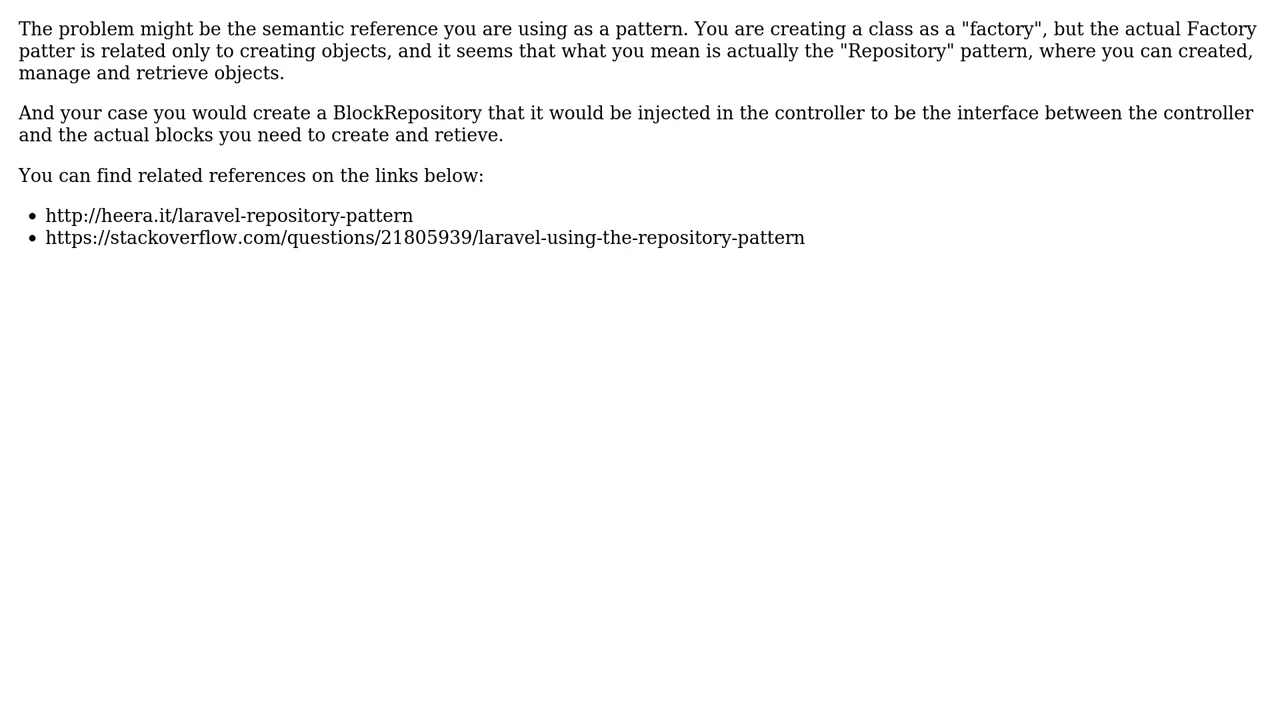 The problem might be the semantic reference you are using as a pattern. You are creating a class as a "factory", but the actual Factory
patter is related only to creating objects, and it seems that what you mean is actually the "Repository" pattern, where you can created,
manage and retrieve objects.
And your case you would create a BlockRepository that it would be injected in the controller to be the interface between the controller
and the actual blocks you need to create and retieve.
You can find related references on the links below:
• http://heera.it/laravel-repository-pattern
• https://stackoverflow.com/questions/21805939/laravel-using-the-repository-pattern